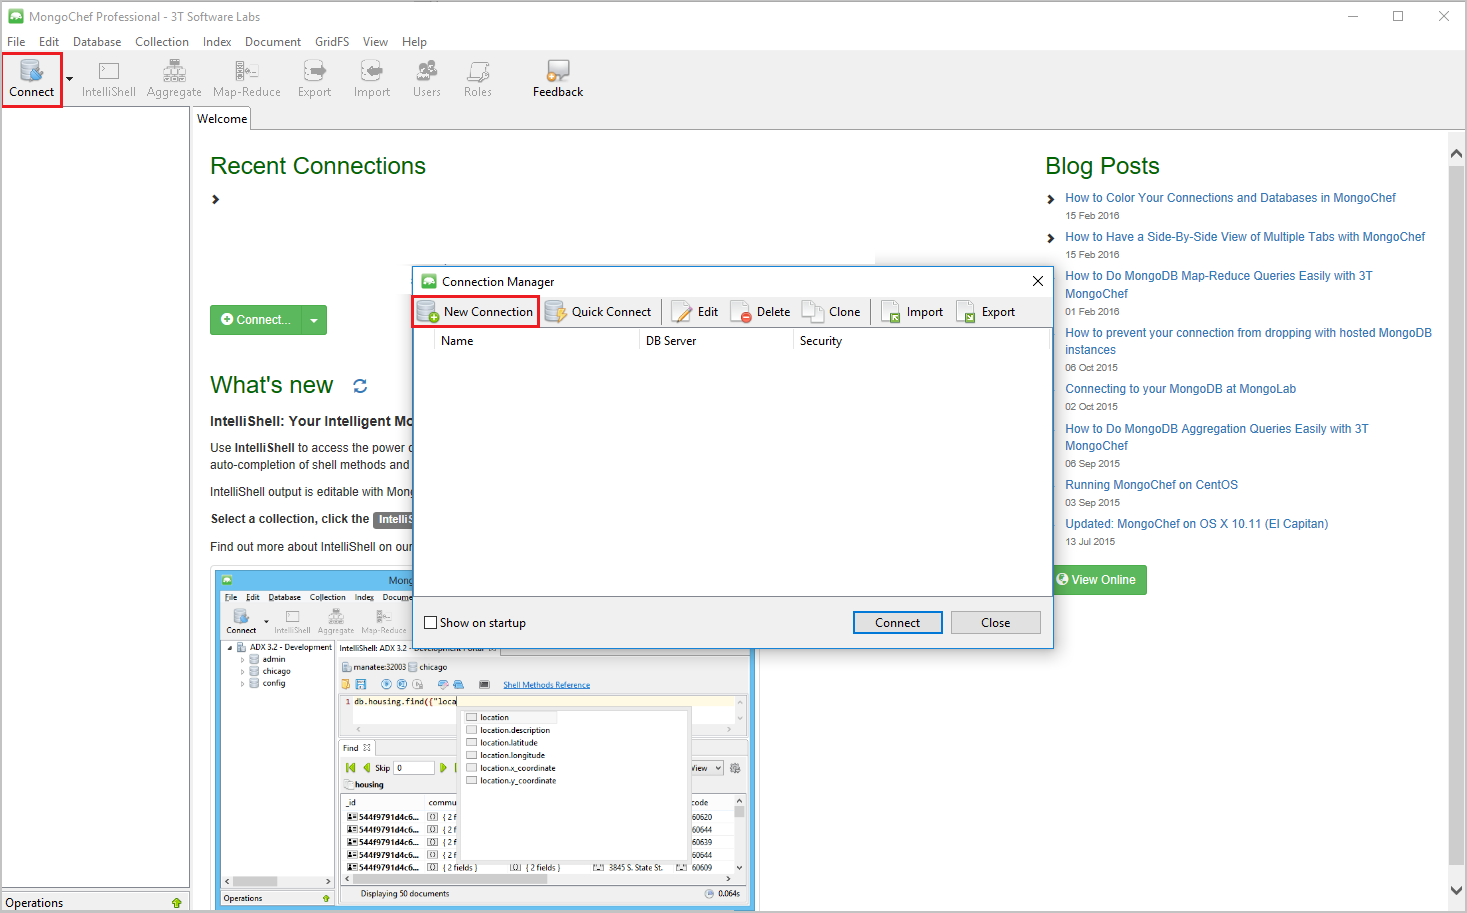 MongoChef Professional - 3T Software Labs
File Edit Database Collection Index Document GridFS View Help
Connect IntelliShell Aggregate Map-Reduce Export Import Users Roles Feedback
Welcome
Recent Connections
Connect...
What's new
IntelliShell: Your Intelligent Mo
Use IntelliShell to access the power
auto-completion of shell methods and
IntelliShell output is editable with Mon
Select a collection, click the IntelliS
Find out more about IntelliShell on our
Mon
File Edit Database Collection Index Docume
Connect IntelliShell Aggregate Map-Reduce
ADX 3.2 - Development
admin
chicago
config
Operations
IntelliShell: ADX 3.2 - Development Portal
manatee:32003 chicago
Shell Methods Reference
1 db.housing.find({"loca
location
location.description
location.latitude
location.longitude
location.x_coordinate
location.y_coordinate
Find
Skip 0
View
housing
_id commu code
544f9791d4c6... { 2 f 60620
544f9791d4c6... { 2 f 60644
544f9791d4c6... { 2 f 60639
544f9791d4c6... { 2 f 60644
544f9791d4c6... { 2 fields } { 2 fields } 3845 S. State St. 60609
Displaying 50 documents 0.064s
Connection Manager
New Connection Quick Connect Edit Delete Clone Import Export
Name DB Server Security
Show on startup Connect Close
Blog Posts
How to Color Your Connections and Databases in MongoChef
15 Feb 2016
How to Have a Side-By-Side View of Multiple Tabs with MongoChef
15 Feb 2016
How to Do MongoDB Map-Reduce Queries Easily with 3T
MongoChef
01 Feb 2016
How to prevent your connection from dropping with hosted MongoDB
instances
06 Oct 2015
Connecting to your MongoDB at MongoLab
02 Oct 2015
How to Do MongoDB Aggregation Queries Easily with 3T
MongoChef
06 Sep 2015
Running MongoChef on CentOS
03 Sep 2015
Updated: MongoChef on OS X 10.11 (El Capitan)
13 Jul 2015
View Online
Operations